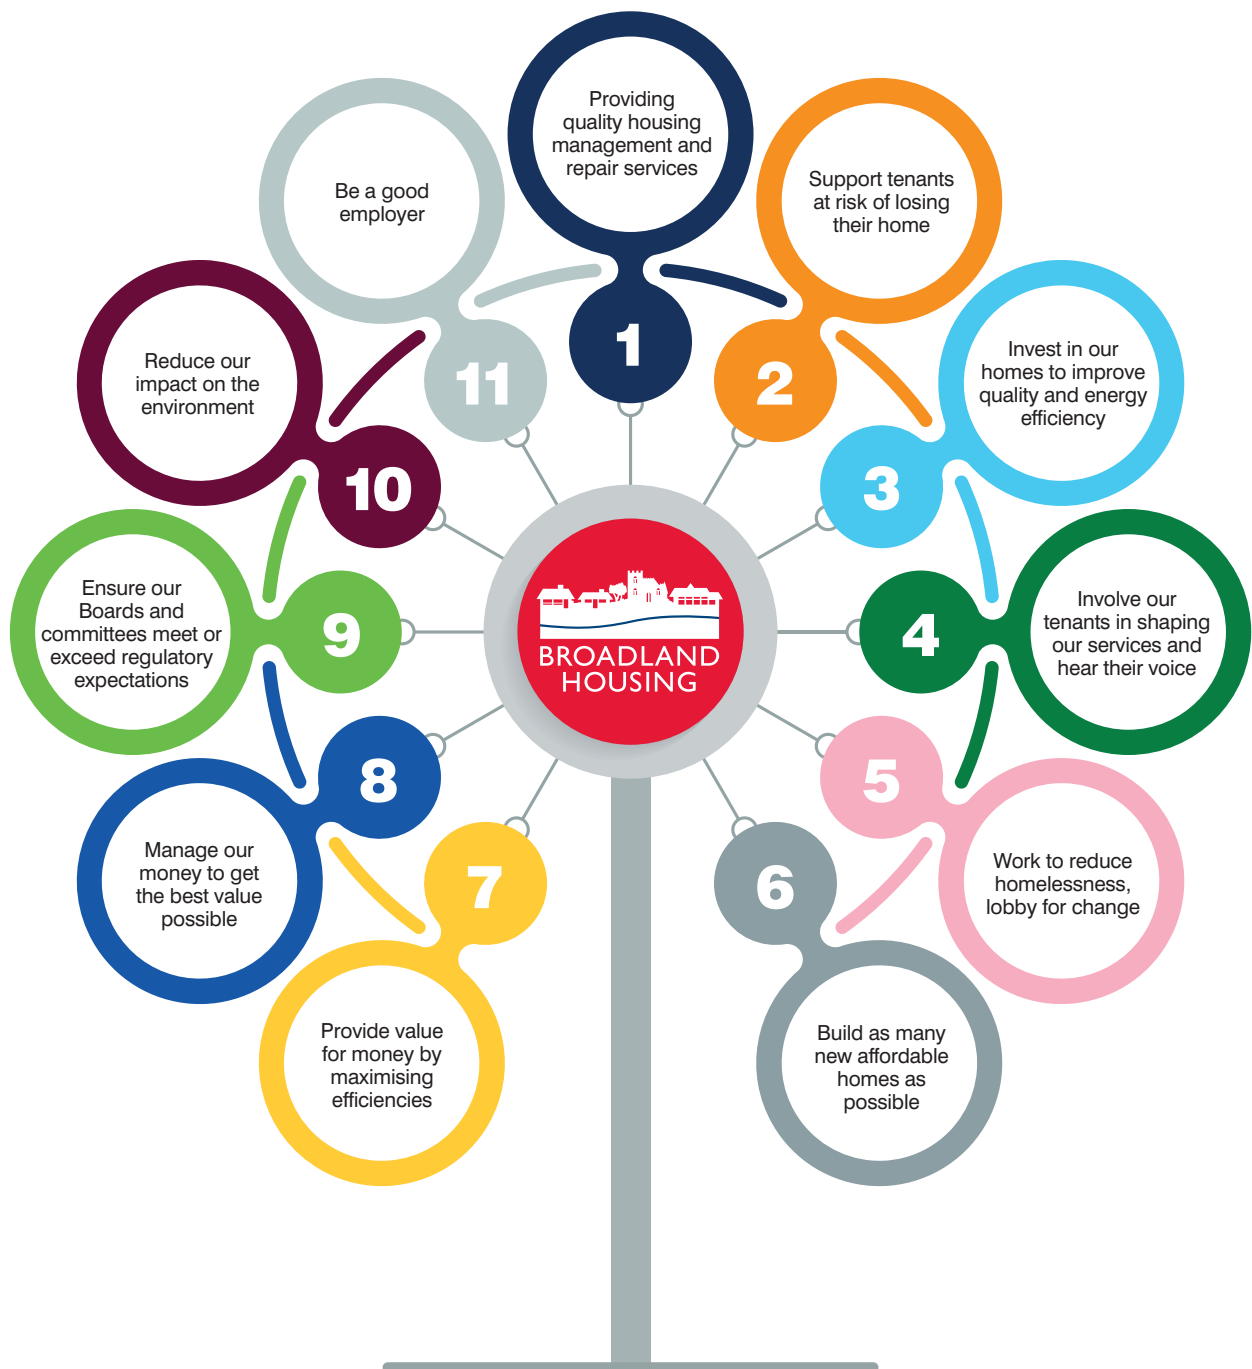 Providing
quality housing
management and
repair services
1
Support tenants
at risk of losing
their home
2
Invest in our
homes to improve
quality and energy
efficiency
3
Involve our
tenants in shaping
our services and
hear their voice
4
Work to reduce
homelessness,
lobby for change
5
Build as many
new affordable
homes as
possible
6
Provide value
for money by
maximising
efficiencies
7
Manage our
money to get
the best value
possible
8
Ensure our
Boards and
committees meet or
exceed regulatory
expectations
9
Reduce our
impact on the
environment
10
Be a good
employer
11
BROADLAND
HOUSING